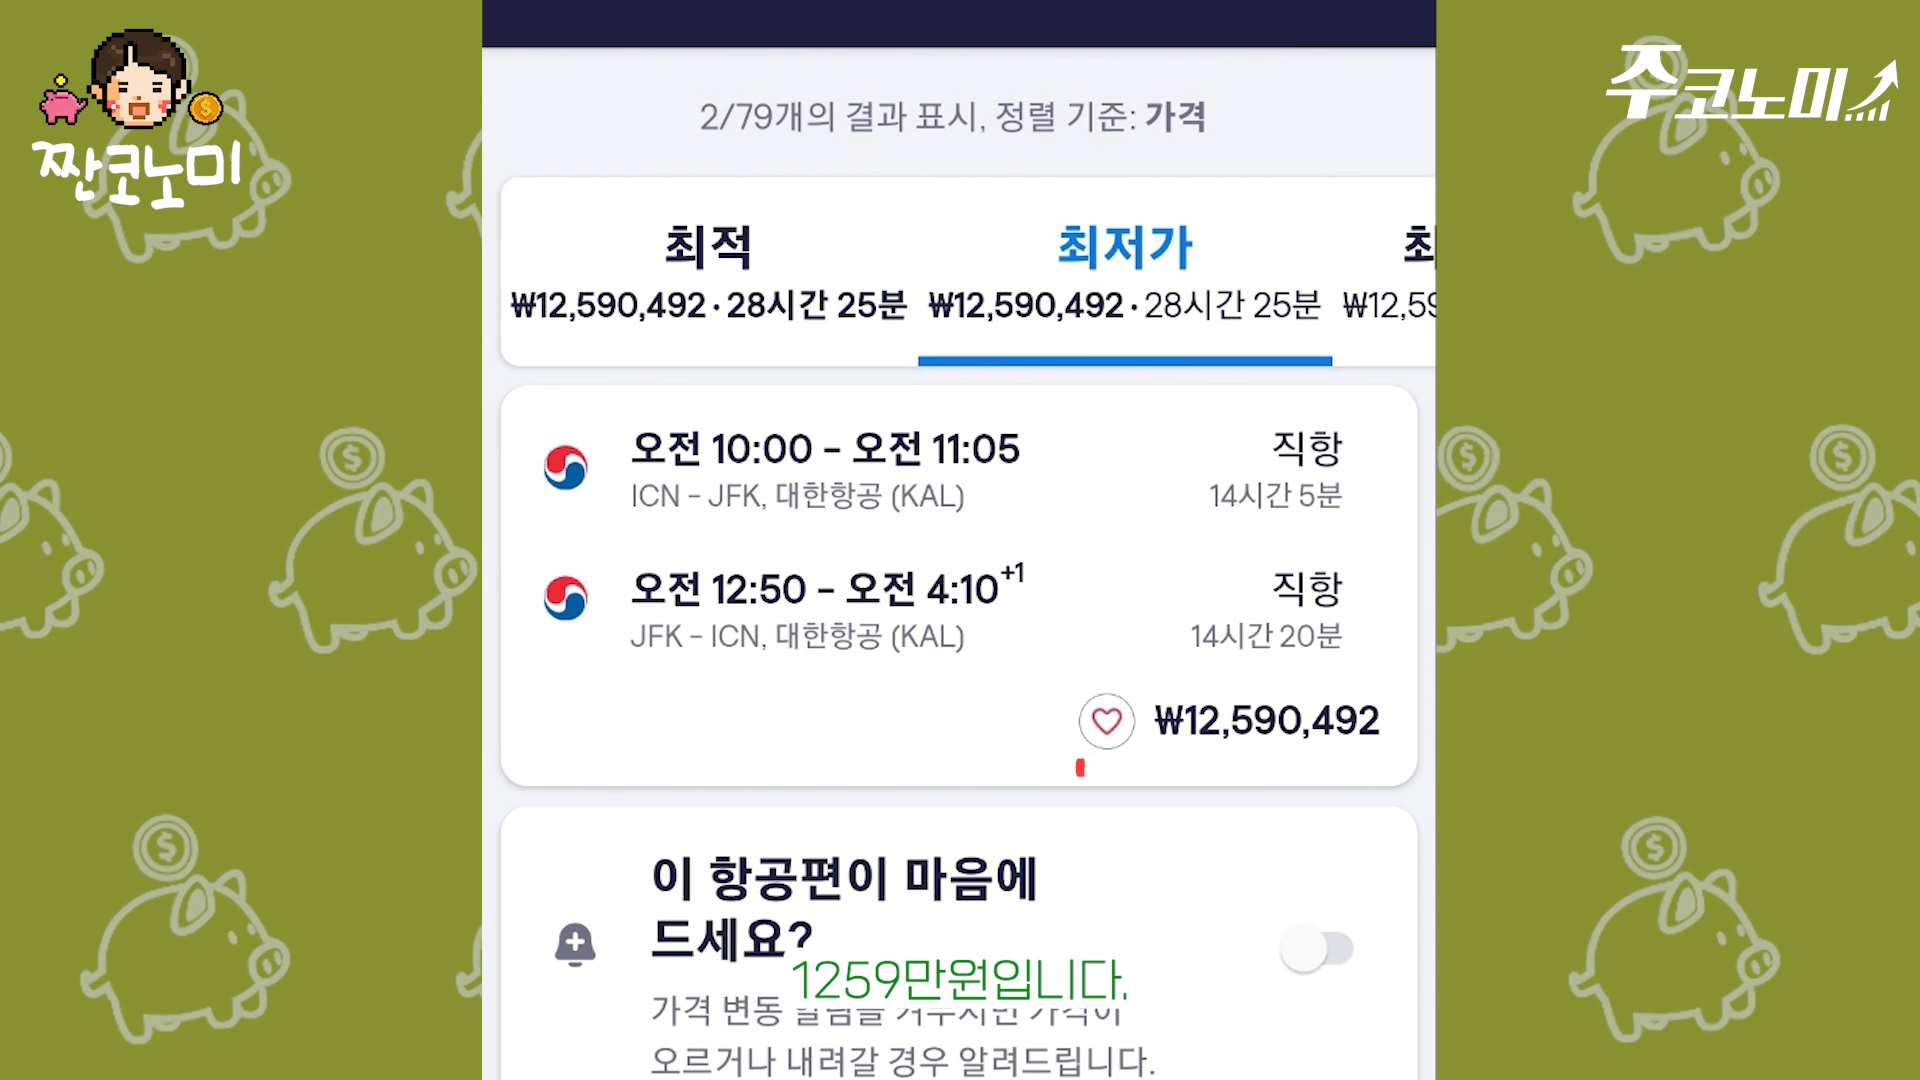 짠코노미
주코노미
2/79개의 결과 표시, 정렬 기준: 가격
최적
최저가
₩12,590,492 · 28시간 25분
₩12,590,492 · 28시간 25분
₩12,59
오전 10:00 – 오전 11:05
직항
ICN – JFK, 대한항공 (KAL)
14시간 5분
오전 12:50 – 오전 4:10+1
직항
JFK – ICN, 대한항공 (KAL)
14시간 20분
₩12,590,492
이 항공편이 마음에
드세요?
1259만원입니다.
가격 변동
오르거나 내려갈 경우 알려드립니다.